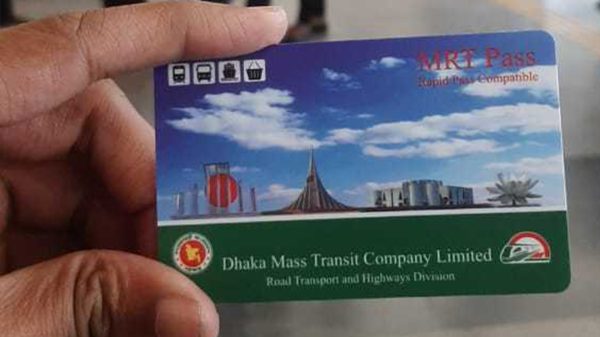 MRT Pass
Rapid Pass Compatible
Dhaka Mass Transit Company Limited
Road Transport and Highways Division